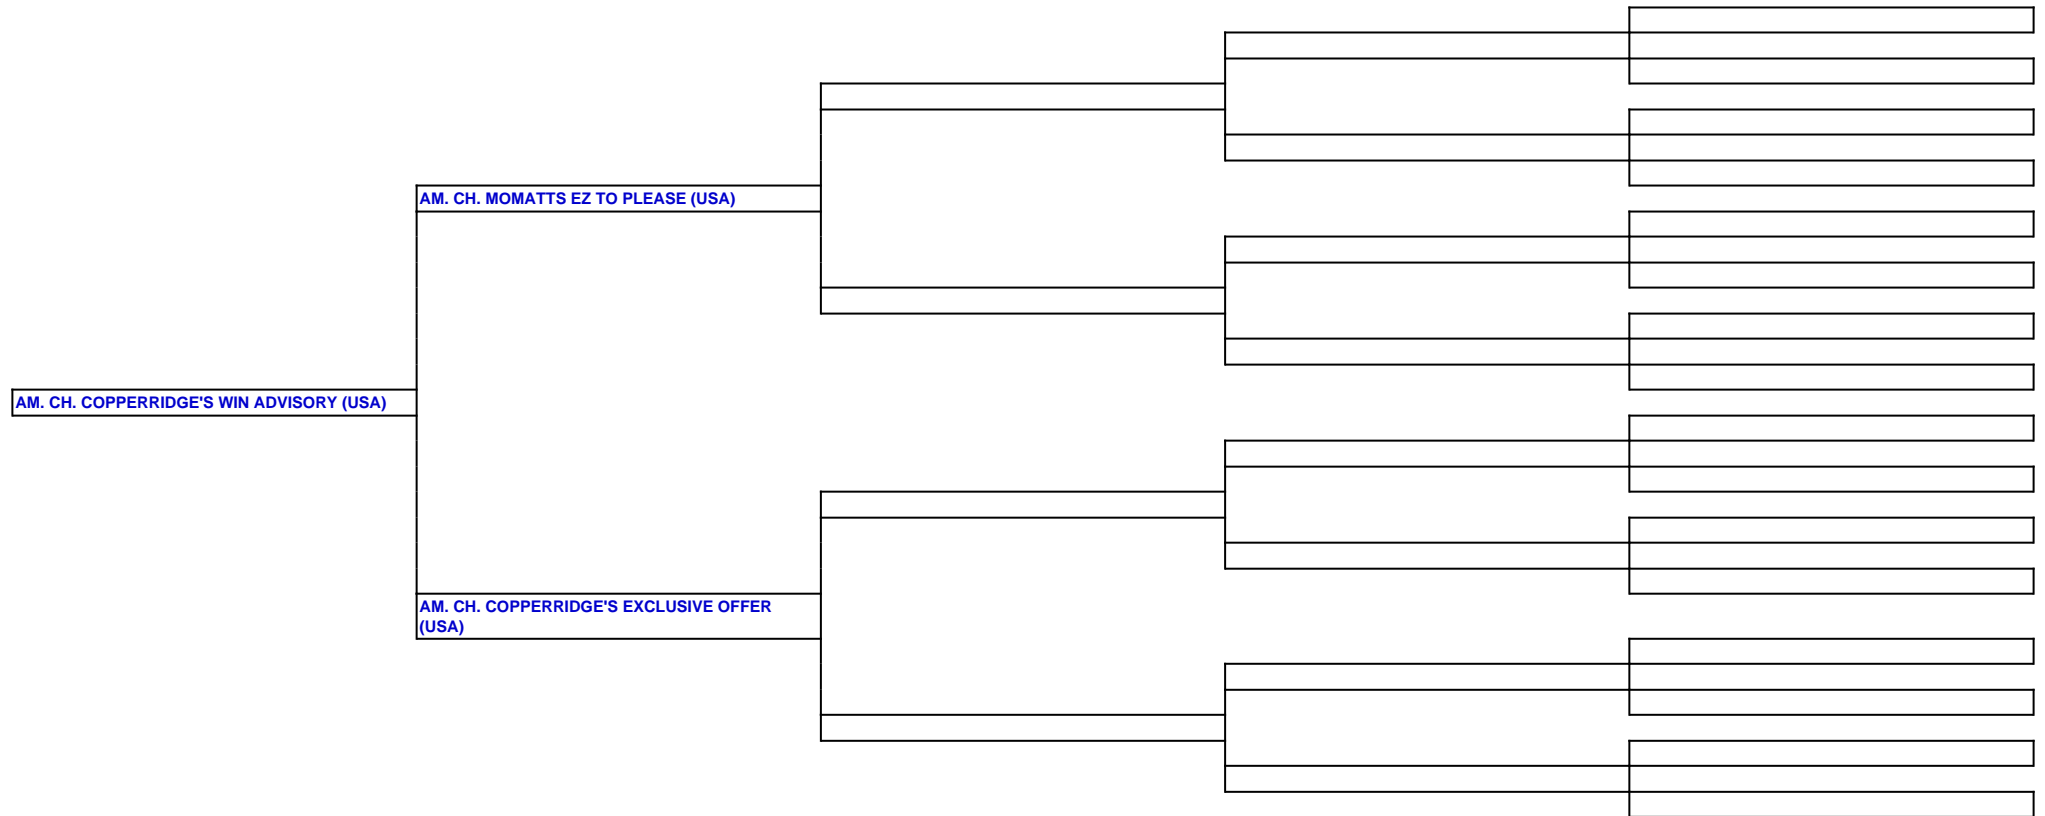 AM. CH. MOMATTS EZ TO PLEASE (USA)
AM. CH. COPPERRIDGE'S WIN ADVISORY (USA)
AM. CH. COPPERRIDGE'S EXCLUSIVE OFFER
(USA)